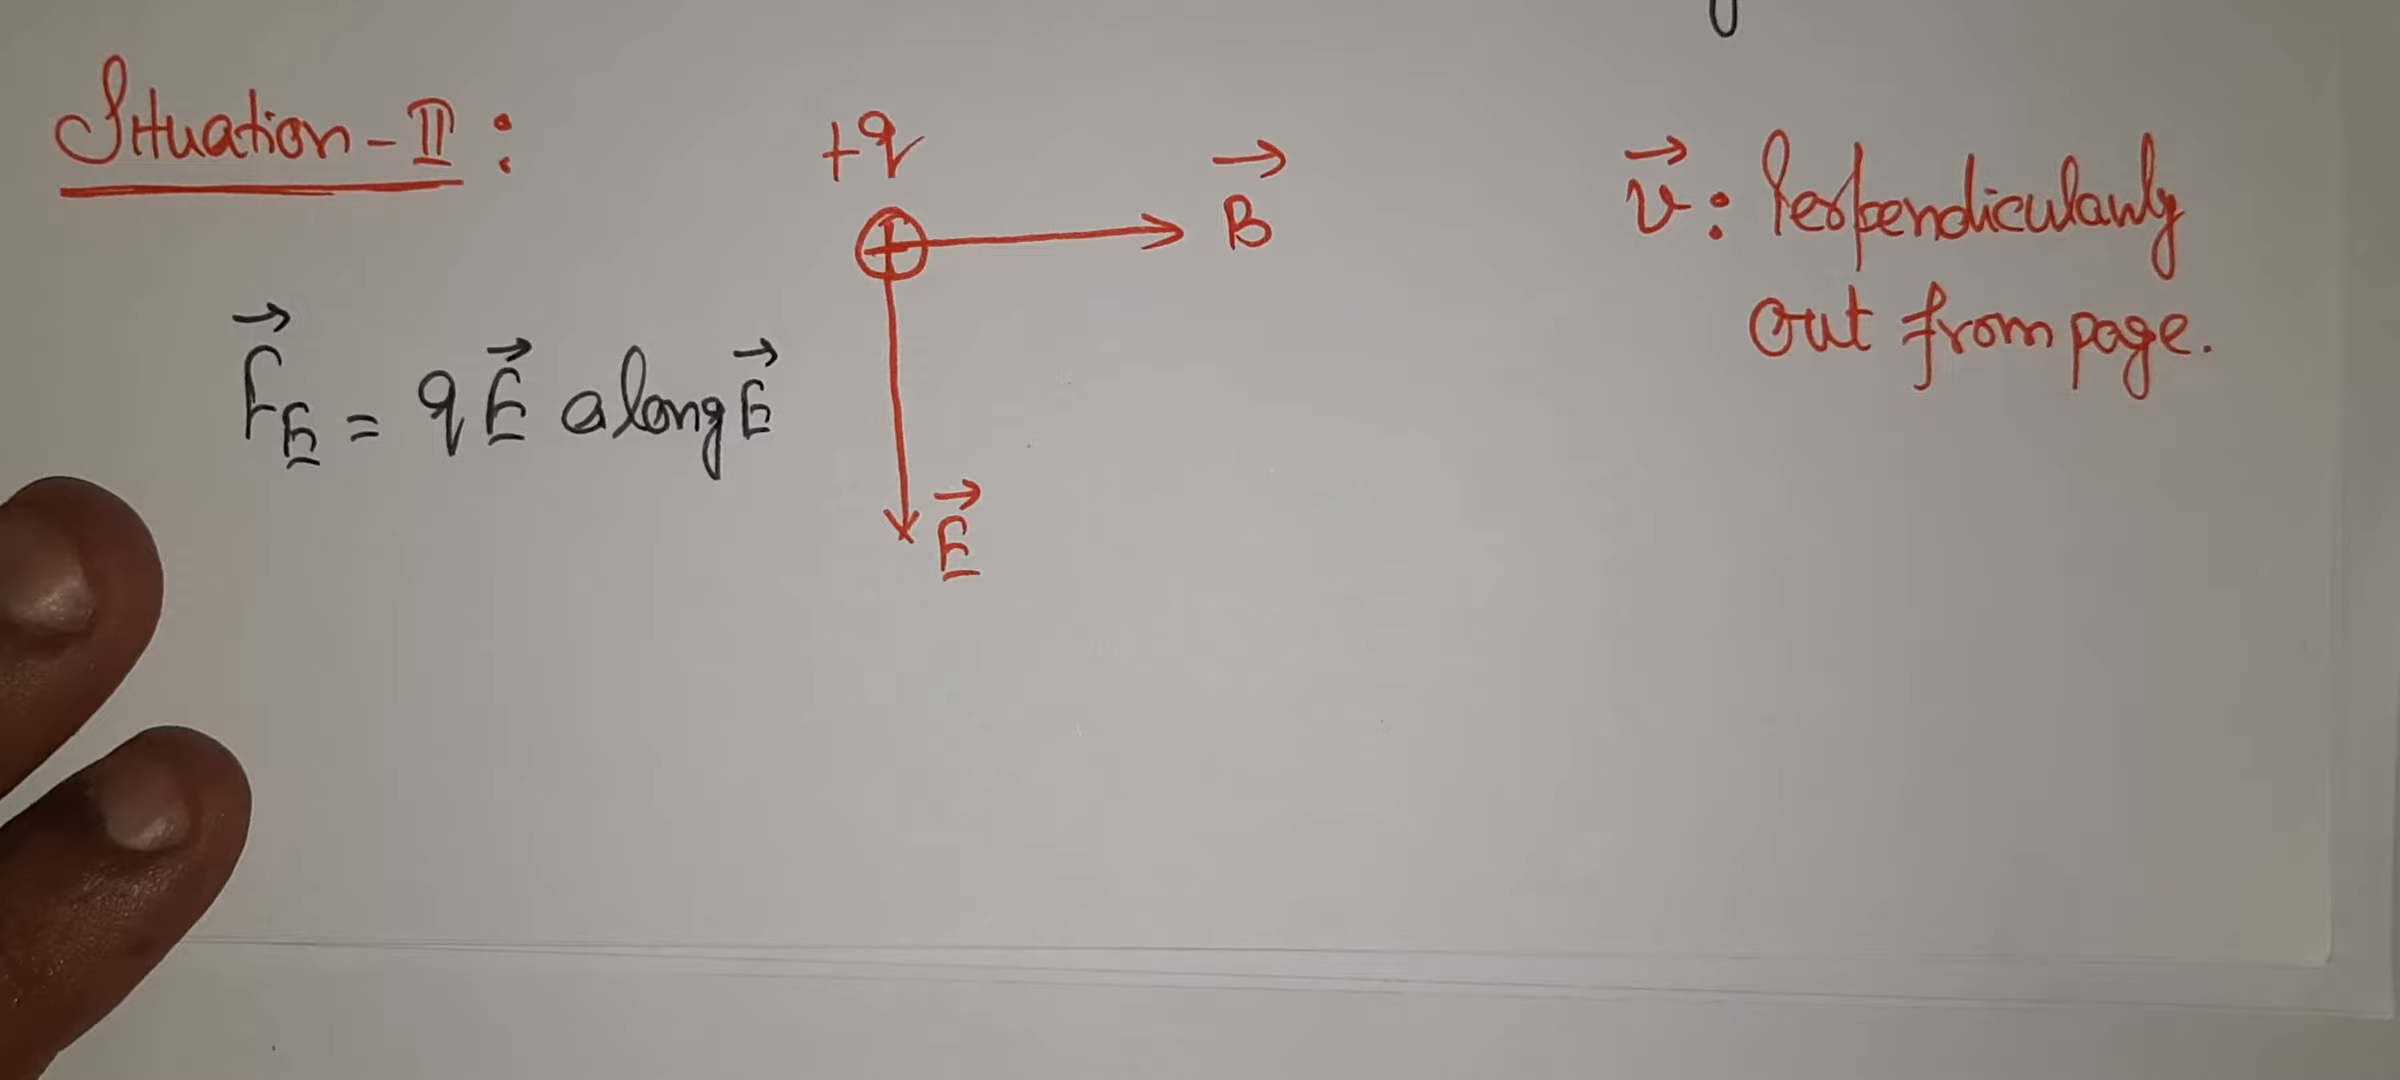 Situation-II :
+q
+
B
v : Perpendicularly
out from page.
F_E = qE along E
E